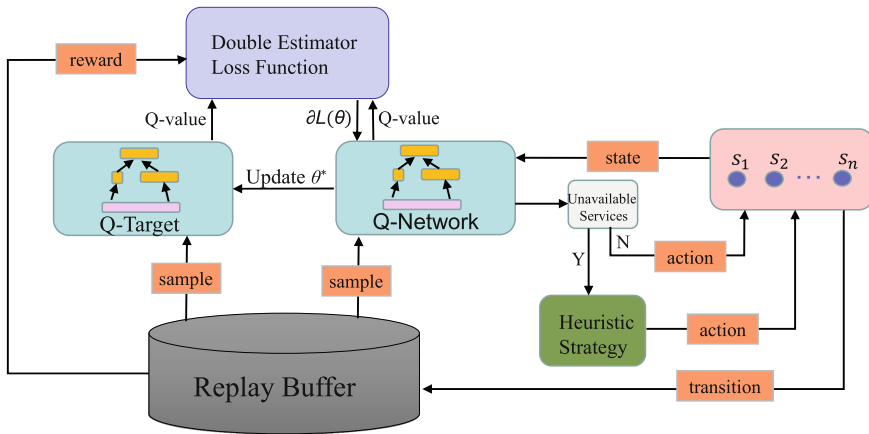 reward
Double Estimator
Loss Function
Q-value
∂L(θ)
Q-value
Q-Target
Update θ*
Q-Network
state
Unavailable
Services
s₁ s₂ ··· sₙ
N
Y
action
sample
sample
Heuristic
Strategy
action
Replay Buffer
transition